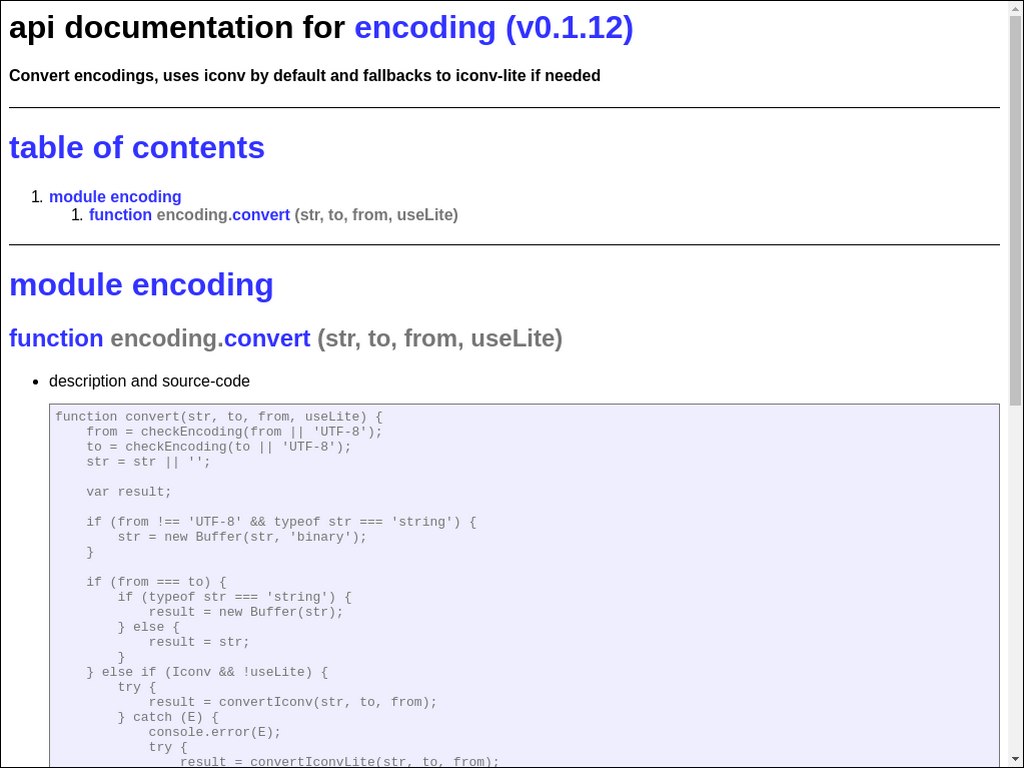 api documentation for encoding (v0.1.12)
Convert encodings, uses iconv by default and fallbacks to iconv-lite if needed
table of contents
1. module encoding
1. function encoding.convert (str, to, from, useLite)
module encoding
function encoding.convert (str, to, from, useLite)
• description and source-code
function convert(str, to, from, useLite) {
    from = checkEncoding(from || 'UTF-8');
    to = checkEncoding(to || 'UTF-8');
    str = str || '';
    var result;
    if (from !== 'UTF-8' && typeof str === 'string') {
        str = new Buffer(str, 'binary');
    }
    if (from === to) {
        if (typeof str === 'string') {
            result = new Buffer(str);
        } else {
            result = str;
        }
    } else if (Iconv && !useLite) {
        try {
            result = convertIconv(str, to, from);
        } catch (E) {
            console.error(E);
            try {
                result = convertIconvLite(str, to, from);